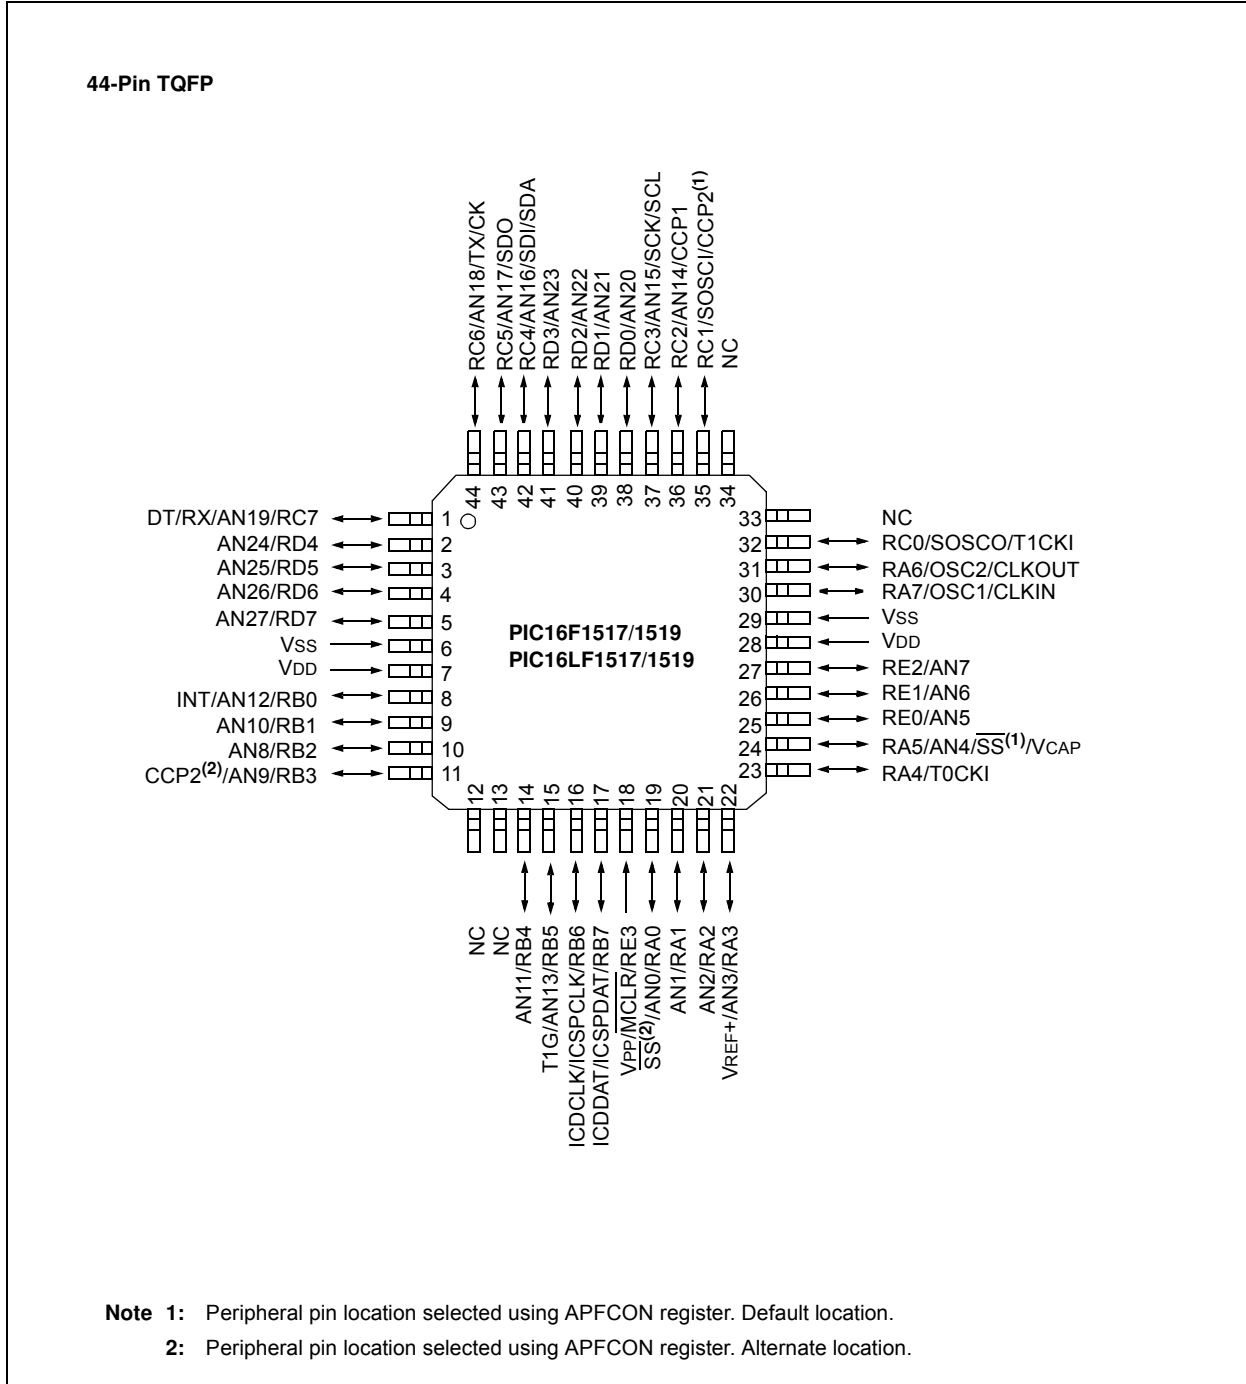 44-Pin TQFP
RC6/AN18/TX/CK
RC5/AN17/SDO
RC4/AN16/SDI/SDA
RD3/AN23
RD2/AN22
RD1/AN21
RD0/AN20
RC3/AN15/SCK/SCL
RC2/AN14/CCP1
RC1/SOSCI/CCP2(1)
NC
44
43
42
41
40
39
38
37
36
35
34
DT/RX/AN19/RC7 1
AN24/RD4 2
AN25/RD5 3
AN26/RD6 4
AN27/RD7 5
VSS 6
VDD 7
INT/AN12/RB0 8
AN10/RB1 9
AN8/RB2 10
CCP2(2)/AN9/RB3 11
PIC16F1517/1519
PIC16LF1517/1519
33 NC
32 RC0/SOSCO/T1CKI
31 RA6/OSC2/CLKOUT
30 RA7/OSC1/CLKIN
29 VSS
28 VDD
27 RE2/AN7
26 RE1/AN6
25 RE0/AN5
24 RA5/AN4/SS(1)/VCAP
23 RA4/T0CKI
12
13
14
15
16
17
18
19
20
21
22
NC
NC
AN11/RB4
T1G/AN13/RB5
ICDCLK/ICSPCLK/RB6
ICDDAT/ICSPDAT/RB7
VPP/MCLR/RE3
SS(2)/AN0/RA0
AN1/RA1
AN2/RA2
VREF+/AN3/RA3
Note 1: Peripheral pin location selected using APFCON register. Default location.
2: Peripheral pin location selected using APFCON register. Alternate location.